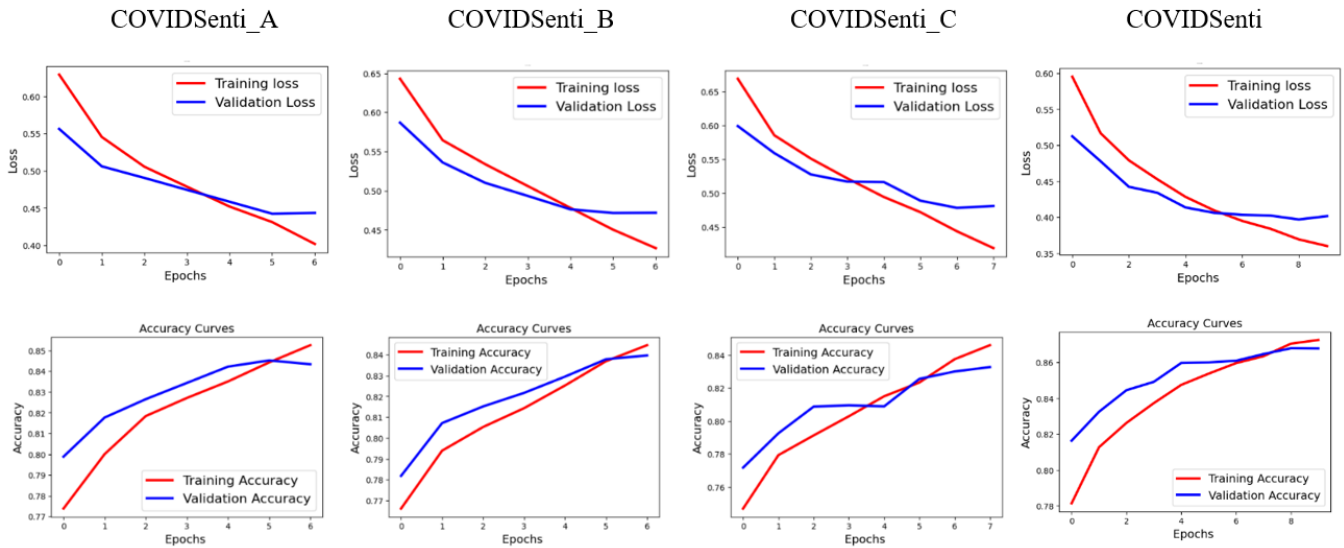 COVIDSenti_A
COVIDSenti_B
COVIDSenti_C
COVIDSenti
Training loss
Validation Loss
Loss
0.60
0.55
0.50
0.45
0.40
0 1 2 3 4 5 6
Epochs
Training loss
Validation Loss
Loss
0.65
0.60
0.55
0.50
0.45
0 1 2 3 4 5 6
Epochs
Training loss
Validation Loss
Loss
0.65
0.60
0.55
0.50
0.45
0 1 2 3 4 5 6 7
Epochs
Training loss
Validation Loss
Loss
0.60
0.55
0.50
0.45
0.40
0.35
0 2 4 6 8
Epochs
Accuracy Curves
Accuracy
0.85
0.84
0.83
0.82
0.81
0.80
0.79
0.78
0.77
Training Accuracy
Validation Accuracy
0 1 2 3 4 5 6
Epochs
Accuracy Curves
Training Accuracy
Validation Accuracy
Accuracy
0.84
0.83
0.82
0.81
0.80
0.79
0.78
0.77
0 1 2 3 4 5 6
Epochs
Accuracy Curves
Training Accuracy
Validation Accuracy
Accuracy
0.84
0.82
0.80
0.78
0.76
0 1 2 3 4 5 6 7
Epochs
Accuracy Curves
Accuracy
0.86
0.84
0.82
0.80
0.78
Training Accuracy
Validation Accuracy
0 2 4 6 8
Epochs